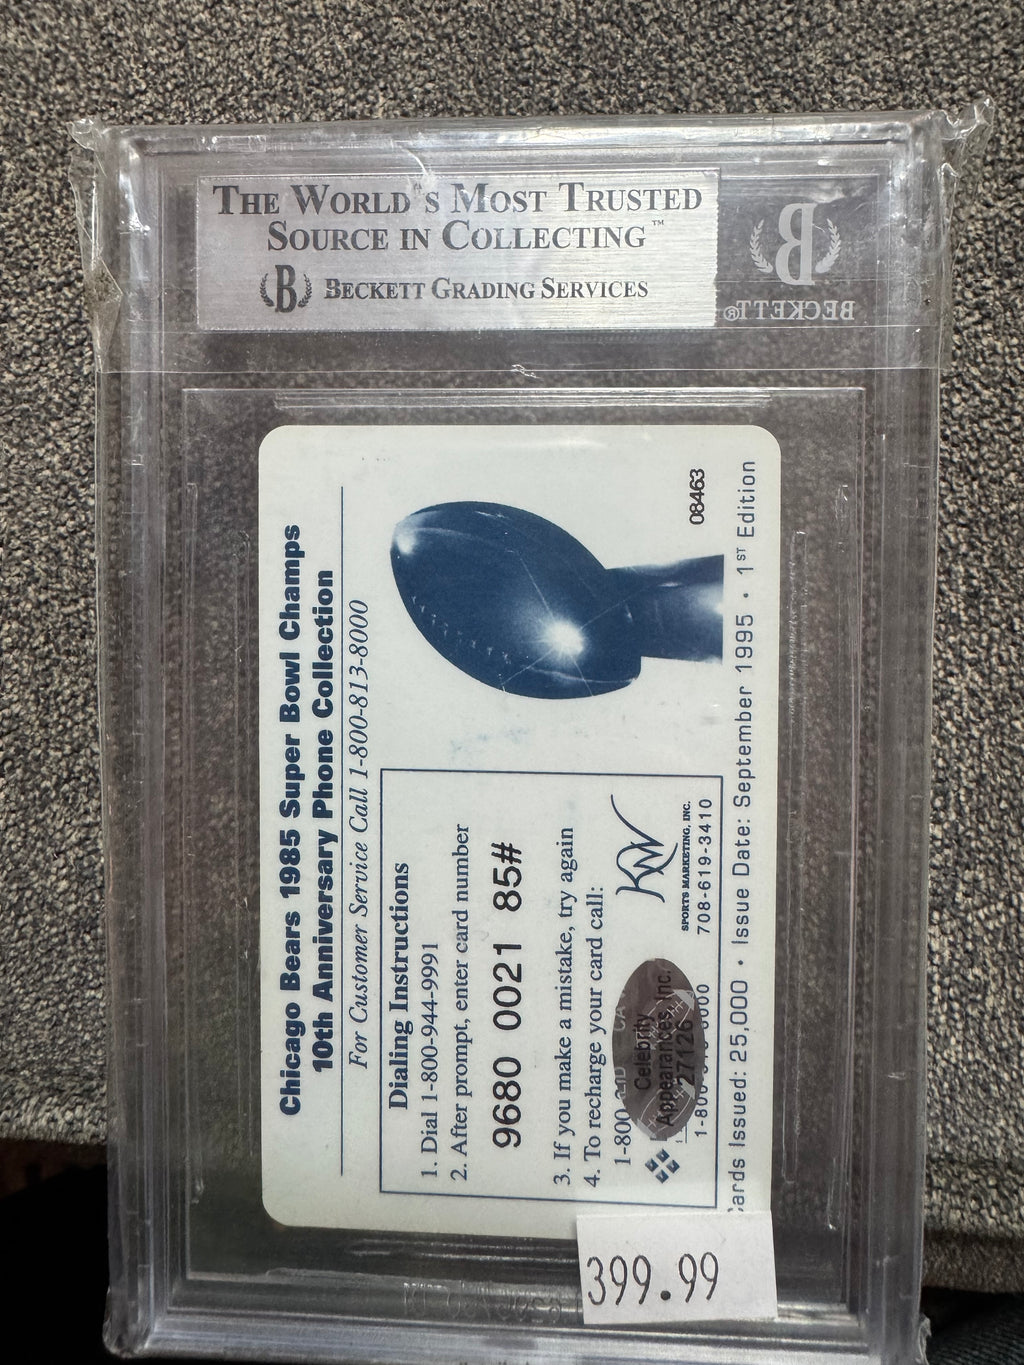 THE WORLD'S MOST TRUSTED
SOURCE IN COLLECTING™
B BECKETT GRADING SERVICES
B
BECKETT®
Chicago Bears 1985 Super Bowl Champs
10th Anniversary Phone Collection
For Customer Service Call 1-800-813-8000
Dialing Instructions
1. Dial 1-800-944-9991
2. After prompt, enter card number
9680 0021 85#
3. If you make a mistake, try again
4. To recharge your card call:
1-800
Celebrity
Appearances, Inc.
27126
KRW
SPORTS MARKETING, INC.
708-619-3410
08463
Cards Issued: 25,000 • Issue Date: September 1995 • 1ST Edition
399.99